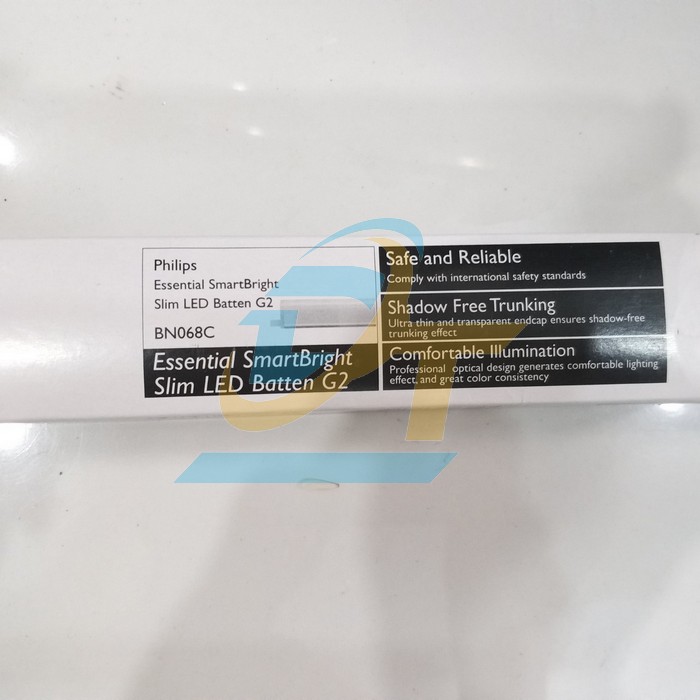 Philips
Essential SmartBright
Slim LED Batten G2
BN068C
Essential SmartBright
Slim LED Batten G2
Safe and Reliable
Comply with international safety standards
Shadow Free Trunking
Ultra thin and transparent endcap ensures shadow-free
trunking effect
Comfortable Illumination
Professional optical design generates comfortable lighting
effect, and great color consistency